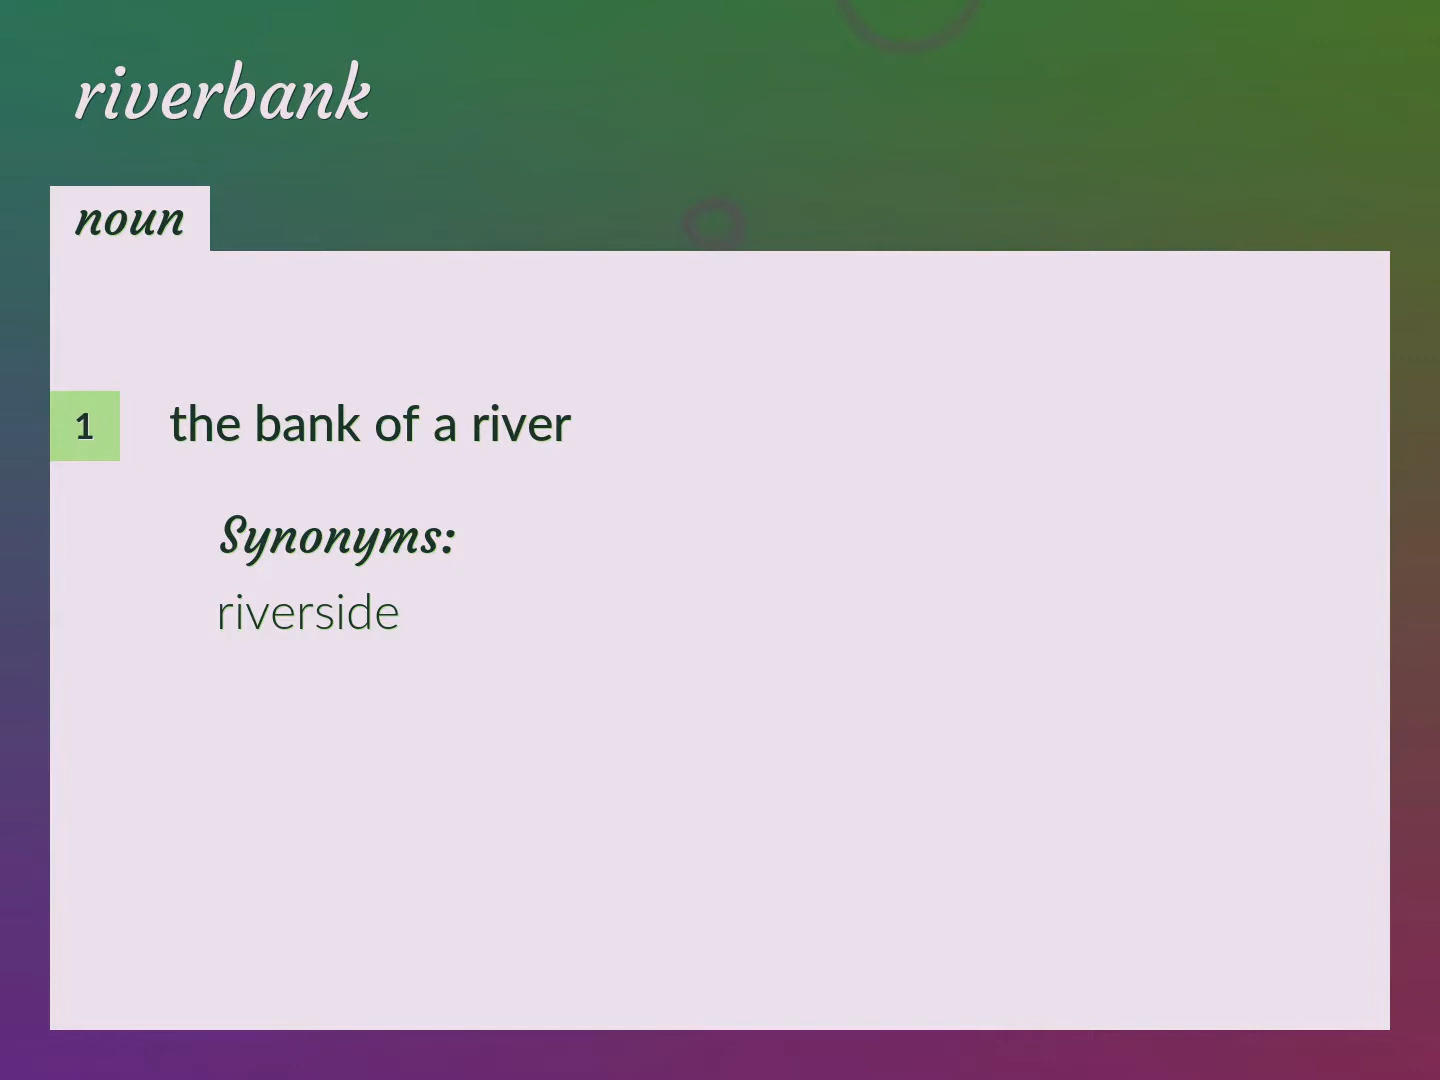 riverbank
noun
1 the bank of a river
Synonyms:
riverside